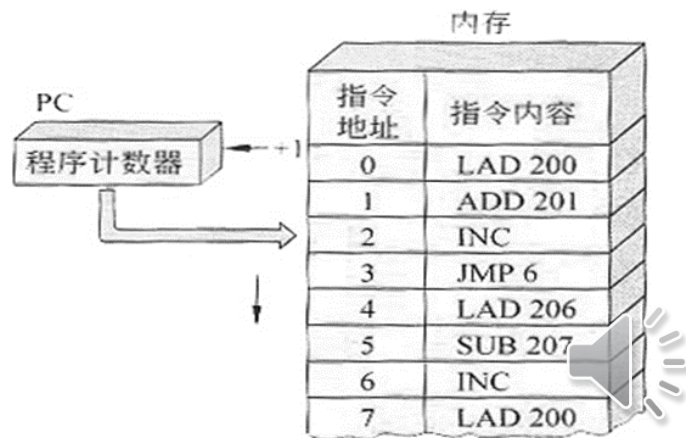 内存
PC
程序计数器
+1
指令地址 指令内容
0 LAD 200
1 ADD 201
2 INC
3 JMP 6
4 LAD 206
5 SUB 207
6 INC
7 LAD 200